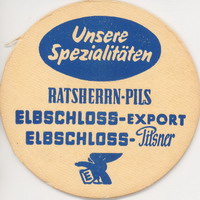 Unsere
Spezialitäten
RATSHERRN-PILS
ELBSCHLOSS-EXPORT
ELBSCHLOSS-Pilsner
E